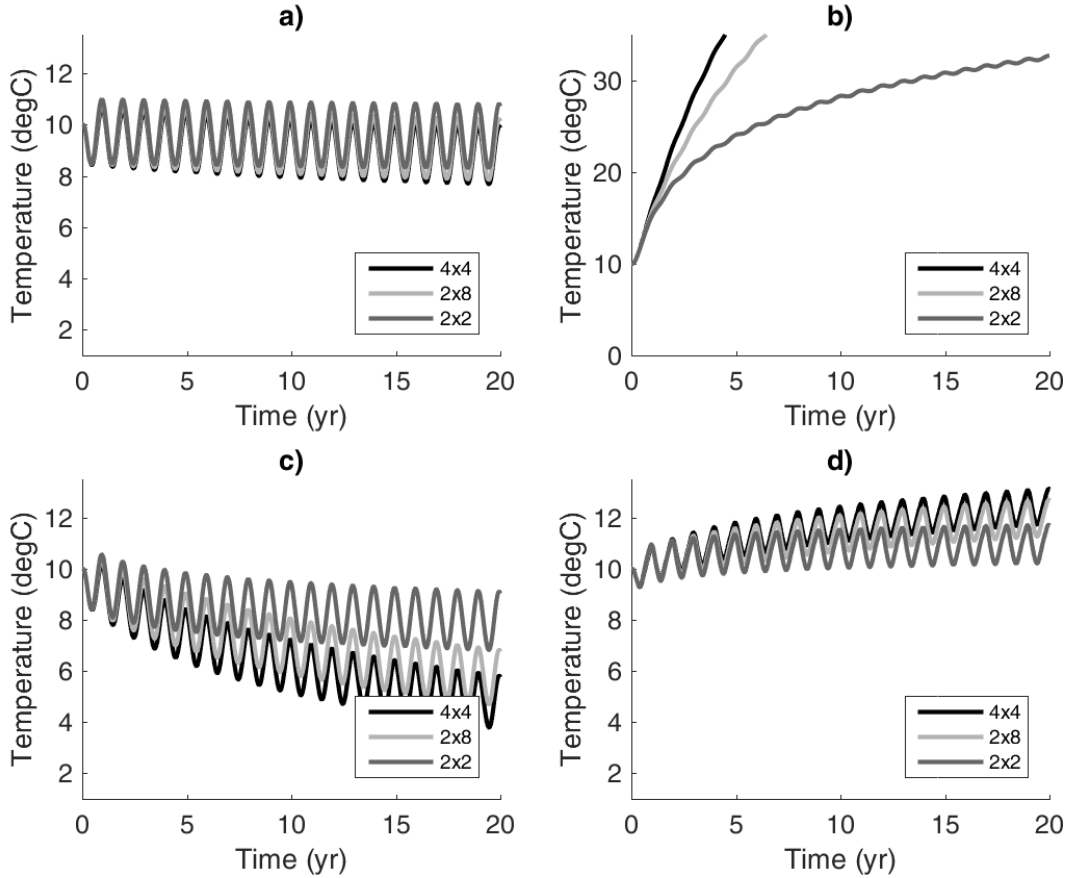 a)
12
10
8
6
4
2
Temperature (degC)
4x4
2x8
2x2
0 5 10 15 20
Time (yr)
b)
30
20
10
0
Temperature (degC)
4x4
2x8
2x2
0 5 10 15 20
Time (yr)
c)
12
10
8
6
4
2
Temperature (degC)
4x4
2x8
2x2
0 5 10 15 20
Time (yr)
d)
12
10
8
6
4
2
Temperature (degC)
4x4
2x8
2x2
0 5 10 15 20
Time (yr)